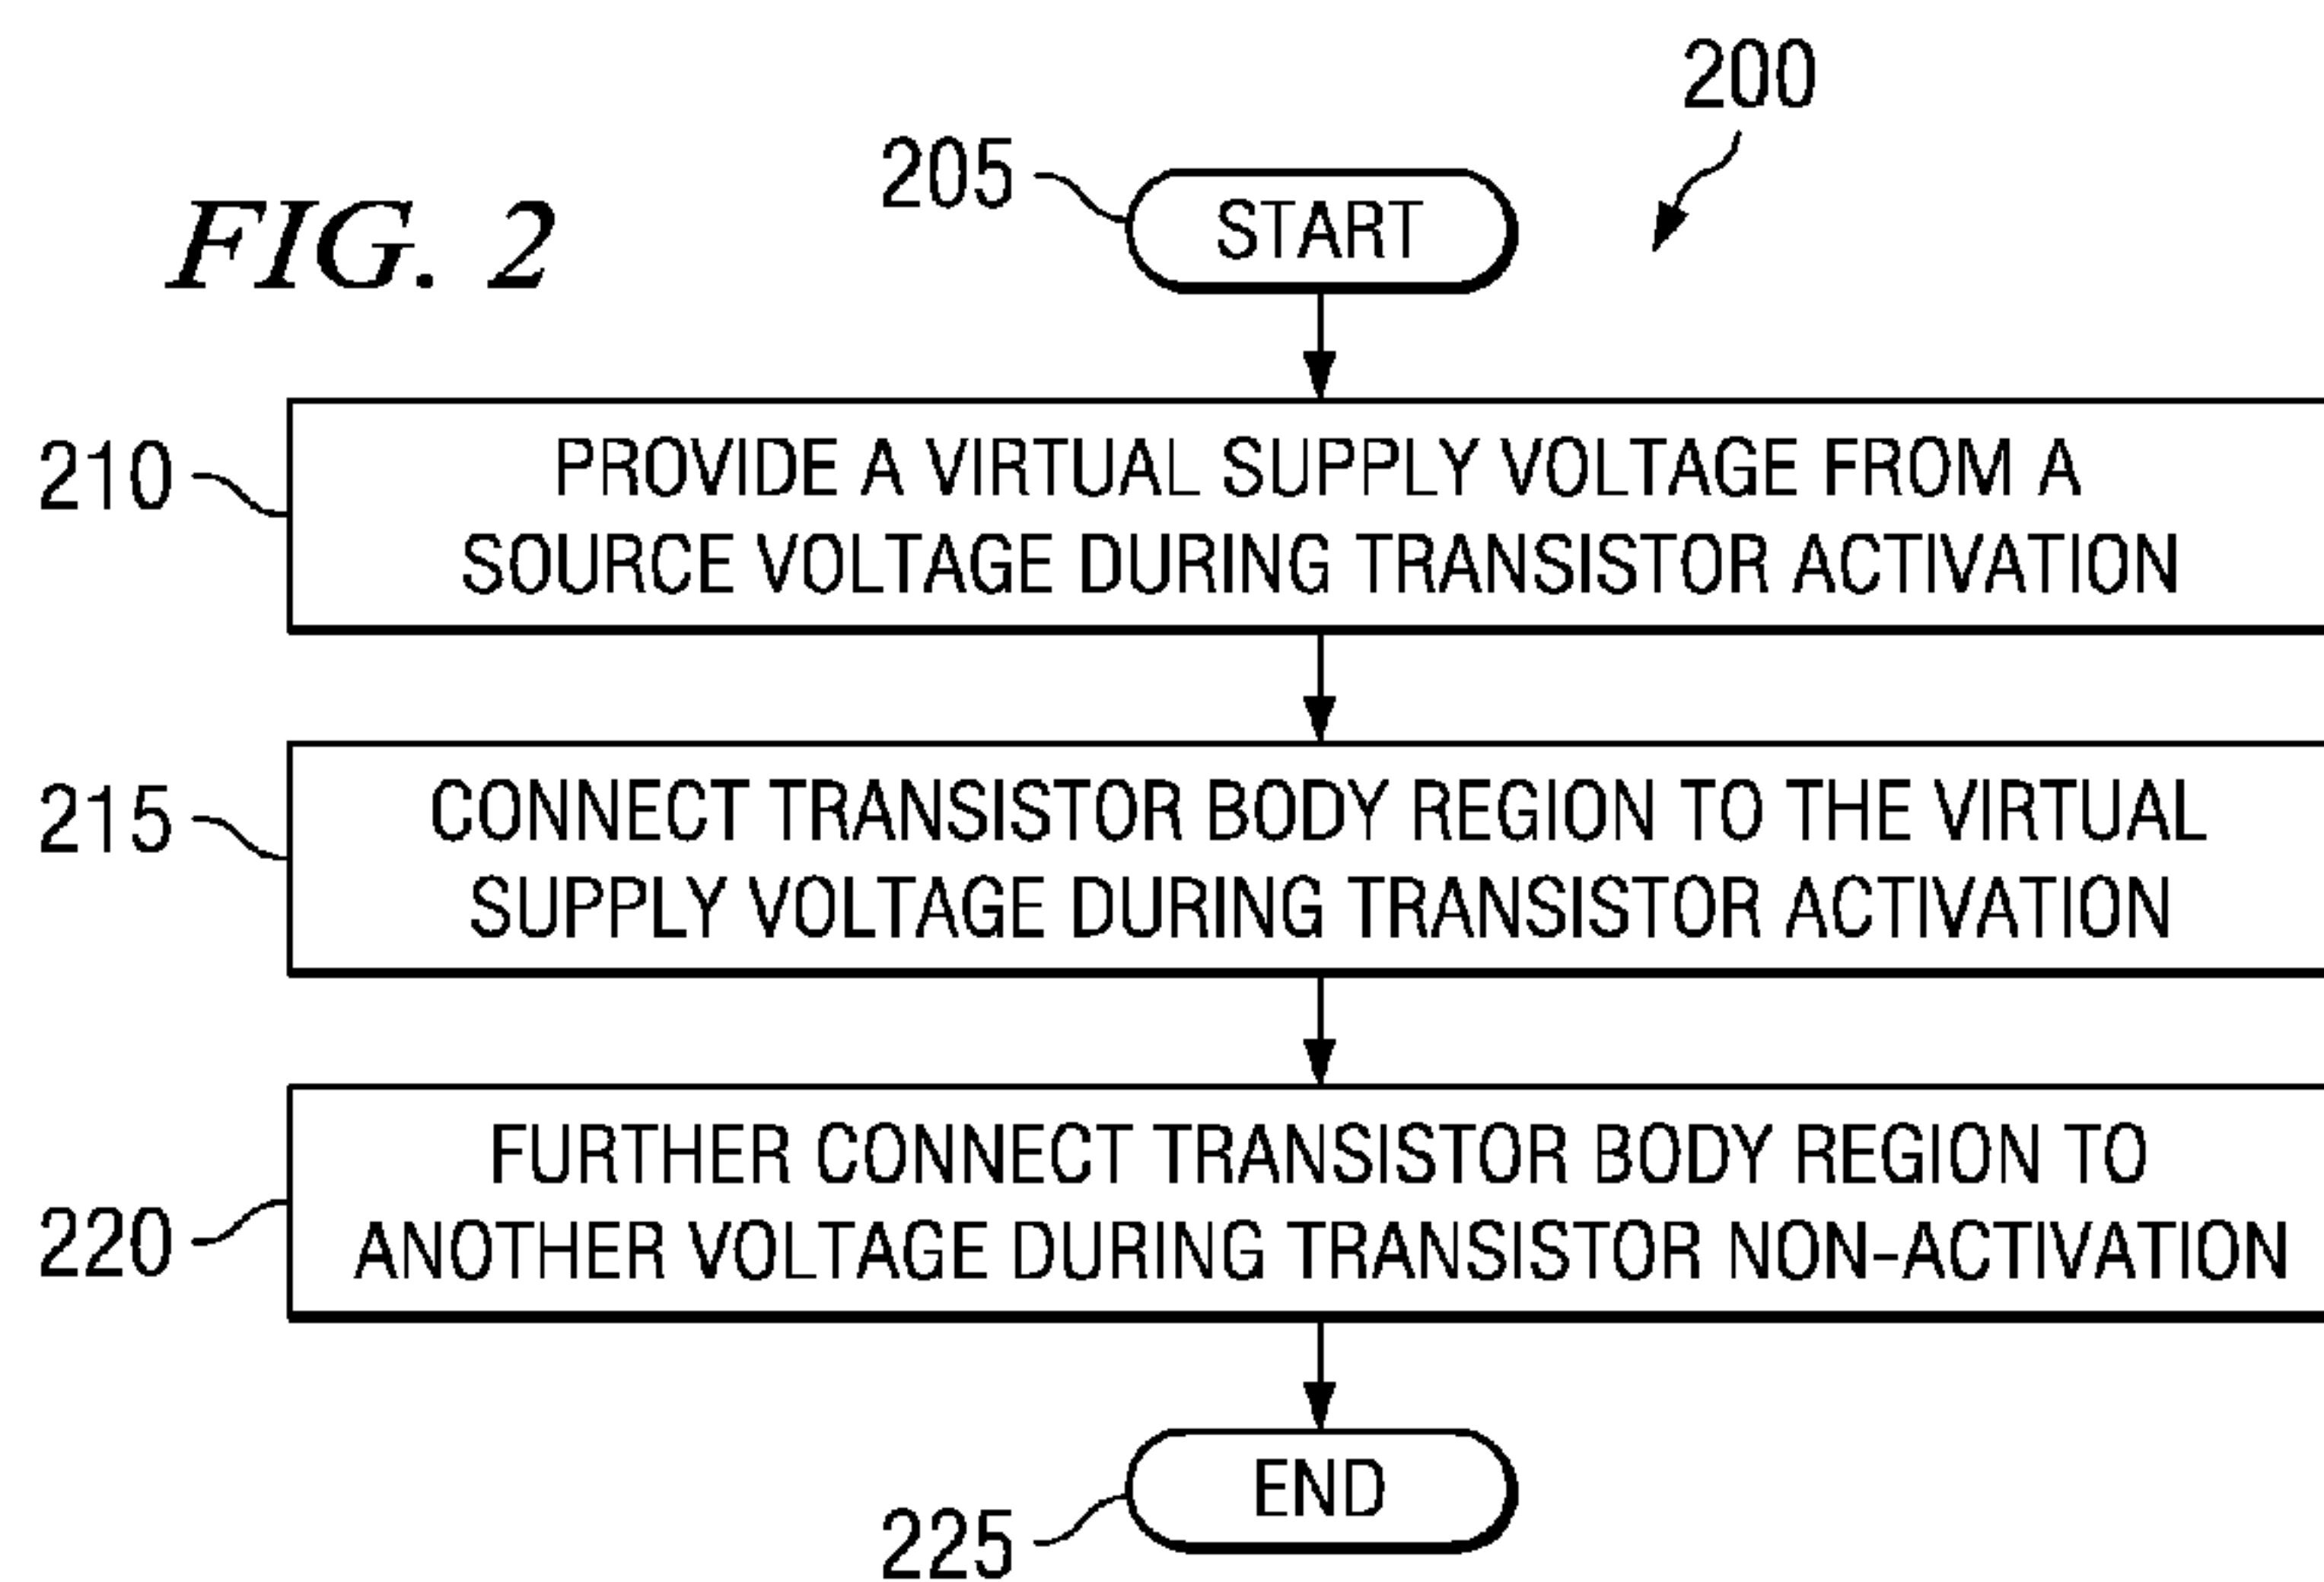 200
205
START
FIG. 2
210
PROVIDE A VIRTUAL SUPPLY VOLTAGE FROM A
SOURCE VOLTAGE DURING TRANSISTOR ACTIVATION
215
CONNECT TRANSISTOR BODY REGION TO THE VIRTUAL
SUPPLY VOLTAGE DURING TRANSISTOR ACTIVATION
220
FURTHER CONNECT TRANSISTOR BODY REGION TO
ANOTHER VOLTAGE DURING TRANSISTOR NON-ACTIVATION
END
225